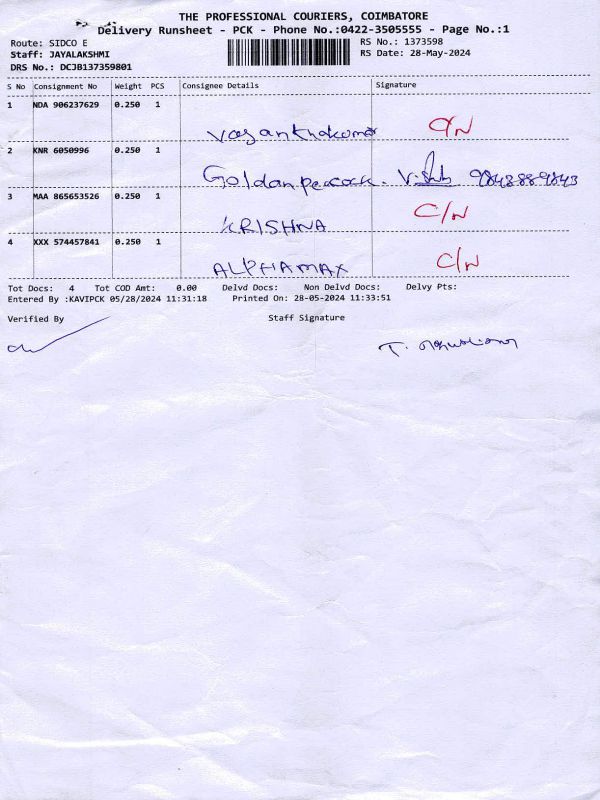 THE PROFESSIONAL COURIERS, COIMBATORE
Delivery Runsheet - PCK - Phone No.:0422-3505555 - Page No.:1
Route: SIDCO E RS No.: 1373598
Staff: JAYALAKSHMI RS Date: 28-May-2024
DRS No.: DCJB137359801
S No Consignment No Weight PCS Consignee Details Signature
1 NDA 906237629 0.250 1
Vasanthakumar C/N
2 KNR 6050996 0.250 1
Goldanpeacock. 9843889843
3 MAA 865653526 0.250 1
KRISHNA C/N
4 XXX 574457841 0.250 1
ALPHAMAX C/N
Tot Docs: 4 Tot COD Amt: 0.00 Delvd Docs: Non Delvd Docs: Delvy Pts:
Entered By :KAVIPCK 05/28/2024 11:31:18 Printed On: 28-05-2024 11:33:51
Verified By Staff Signature